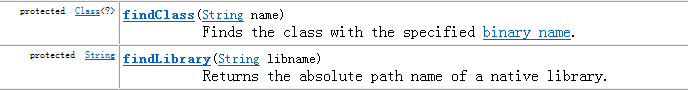 protected Class<?> findClass(String name)
Finds the class with the specified binary name.
protected String findLibrary(String libname)
Returns the absolute path name of a native library.